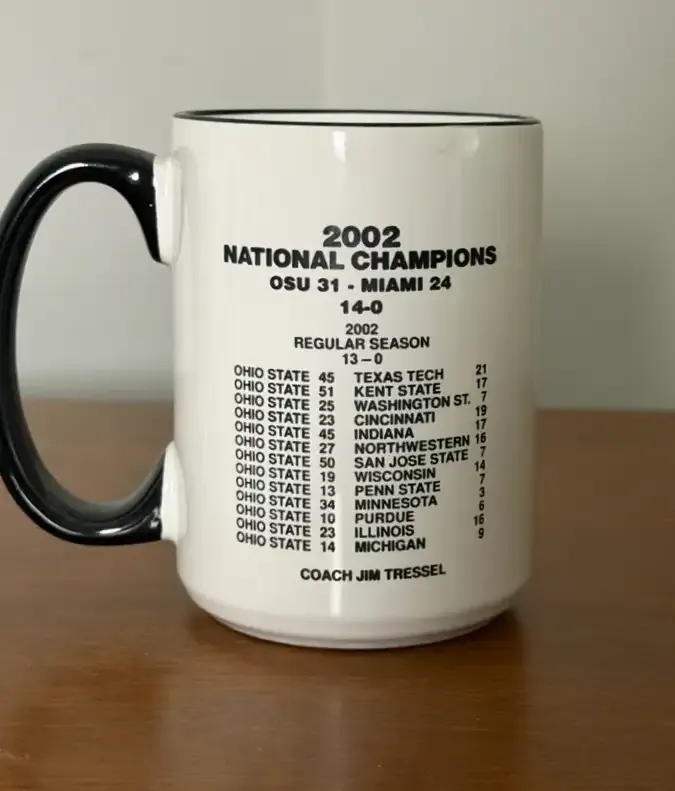 2002
NATIONAL CHAMPIONS
OSU 31 - MIAMI 24
14-0
2002
REGULAR SEASON
13-0
OHIO STATE 45 TEXAS TECH 21
OHIO STATE 51 KENT STATE 17
OHIO STATE 25 WASHINGTON ST. 7
OHIO STATE 23 CINCINNATI 19
OHIO STATE 45 INDIANA 17
OHIO STATE 27 NORTHWESTERN 16
OHIO STATE 50 SAN JOSE STATE 7
OHIO STATE 19 WISCONSIN 14
OHIO STATE 13 PENN STATE 7
OHIO STATE 34 MINNESOTA 3
OHIO STATE 10 PURDUE 6
OHIO STATE 23 ILLINOIS 16
OHIO STATE 14 MICHIGAN 9
COACH JIM TRESSEL